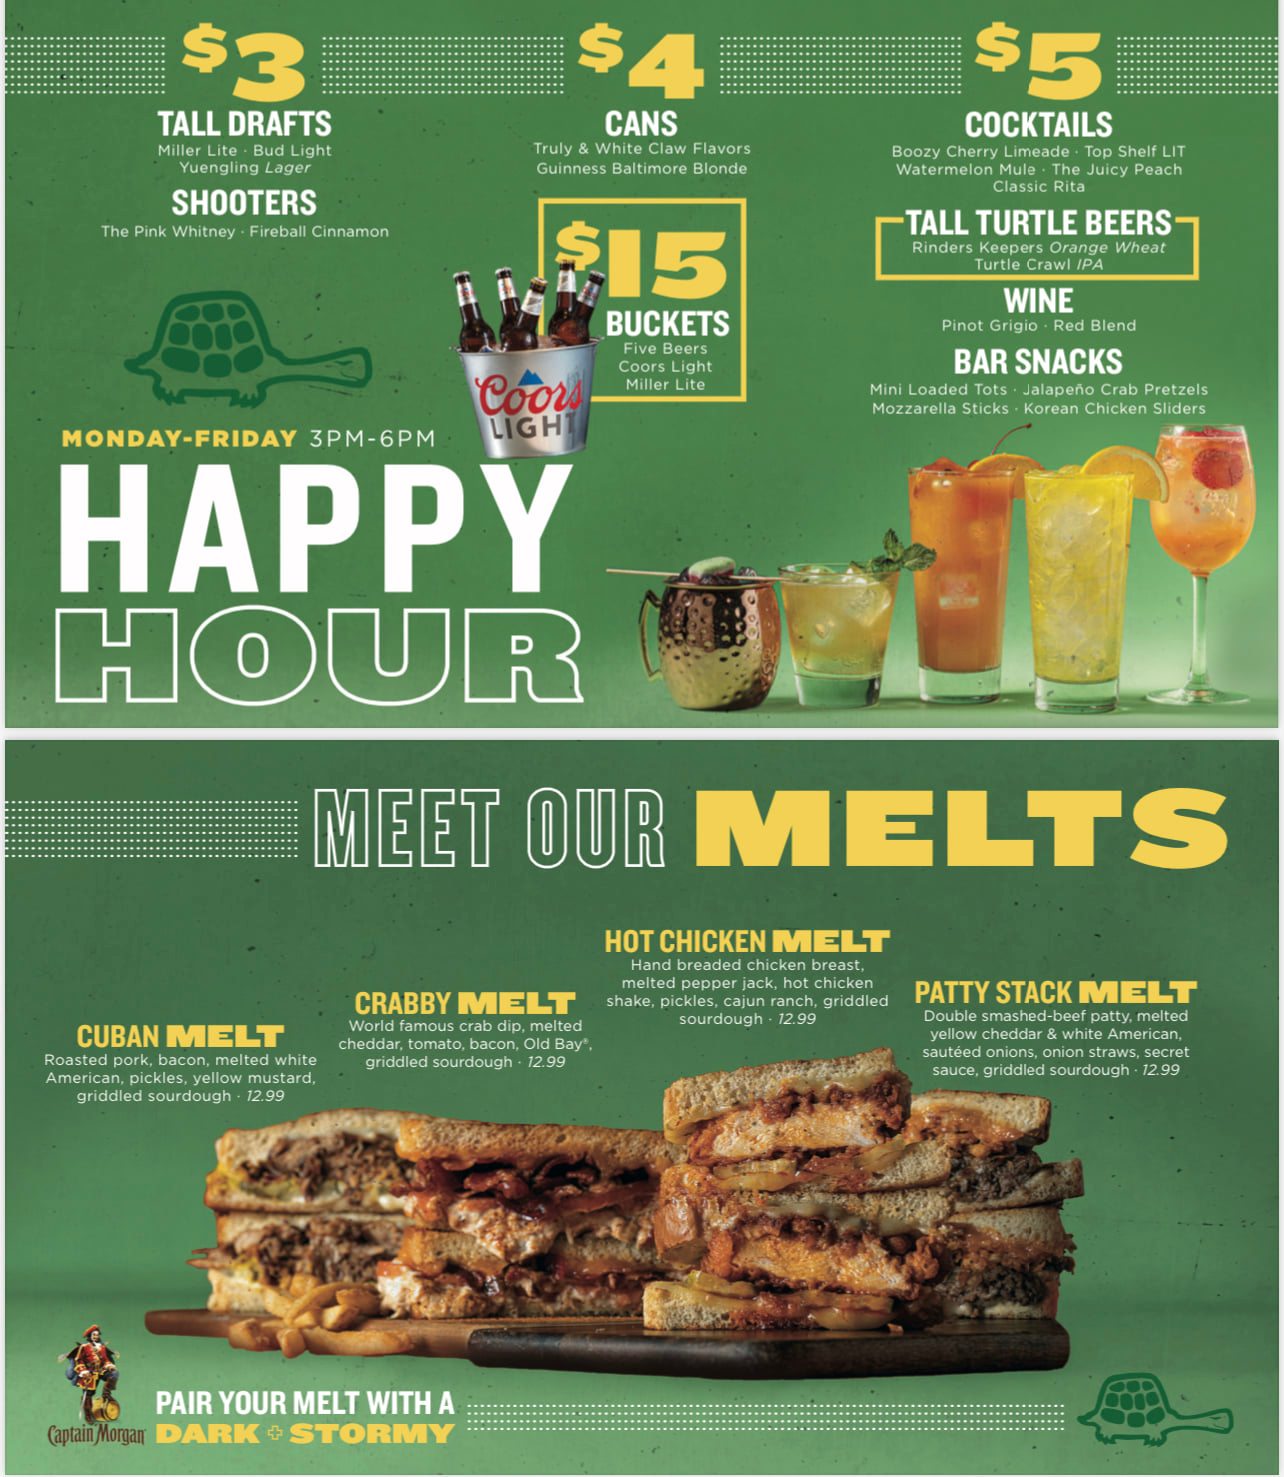 $3
TALL DRAFTS
Miller Lite · Bud Light
Yuengling Lager
SHOOTERS
The Pink Whitney · Fireball Cinnamon
$4
CANS
Truly & White Claw Flavors
Guinness Baltimore Blonde
$15
BUCKETS
Five Beers
Coors Light
Miller Lite
Coors
LIGHT
$5
COCKTAILS
Boozy Cherry Limeade · Top Shelf LIT
Watermelon Mule · The Juicy Peach
Classic Rita
TALL TURTLE BEERS
Rinders Keepers Orange Wheat
Turtle Crawl IPA
WINE
Pinot Grigio · Red Blend
BAR SNACKS
Mini Loaded Tots · Jalapeño Crab Pretzels
Mozzarella Sticks · Korean Chicken Sliders
MONDAY-FRIDAY 3PM-6PM
HAPPY
HOUR
MEET OUR MELTS
CUBAN MELT
Roasted pork, bacon, melted white
American, pickles, yellow mustard,
griddled sourdough · 12.99
CRABBY MELT
World famous crab dip, melted
cheddar, tomato, bacon, Old Bay®,
griddled sourdough · 12.99
HOT CHICKEN MELT
Hand breaded chicken breast,
melted pepper jack, hot chicken
shake, pickles, cajun ranch, griddled
sourdough · 12.99
PATTY STACK MELT
Double smashed-beef patty, melted
yellow cheddar & white American,
sautéed onions, onion straws, secret
sauce, griddled sourdough · 12.99
Captain Morgan
PAIR YOUR MELT WITH A
DARK + STORMY